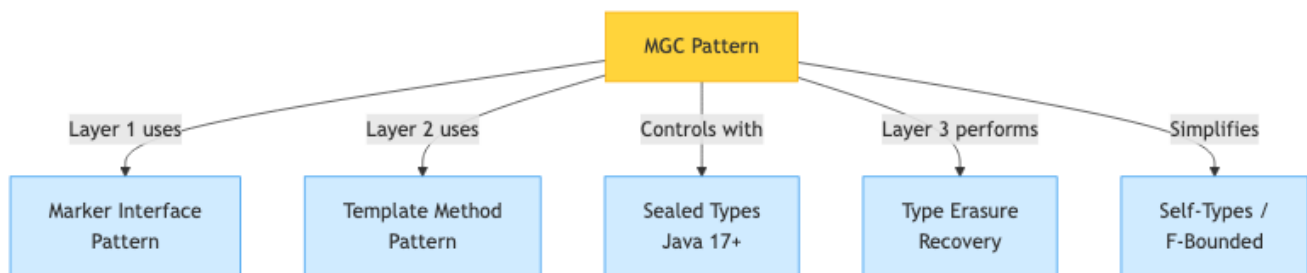 MGC Pattern
Layer 1 uses
Layer 2 uses
Controls with
Layer 3 performs
Simplifies
Marker Interface
Pattern
Template Method
Pattern
Sealed Types
Java 17+
Type Erasure
Recovery
Self-Types /
F-Bounded